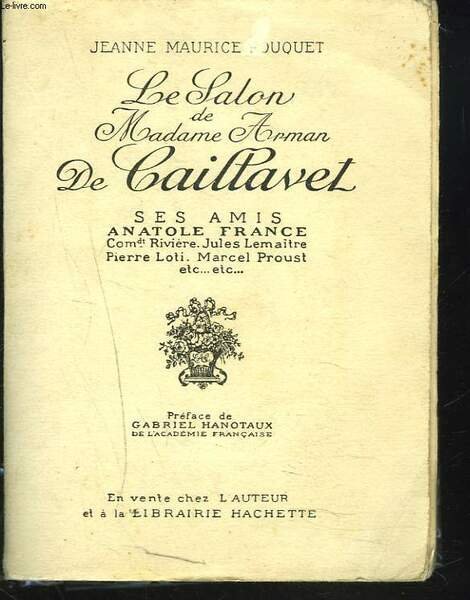 Le-livre.com
JEANNE MAURICE POUQUET
Le Salon
de
Madame Arman
De Caillavet
SES AMIS
ANATOLE FRANCE
Comdt Rivière. Jules Lemaître
Pierre Loti. Marcel Proust
etc... etc...
Préface de
GABRIEL HANOTAUX
DE L'ACADÉMIE FRANÇAISE
En vente chez L'AUTEUR
et à la LIBRAIRIE HACHETTE